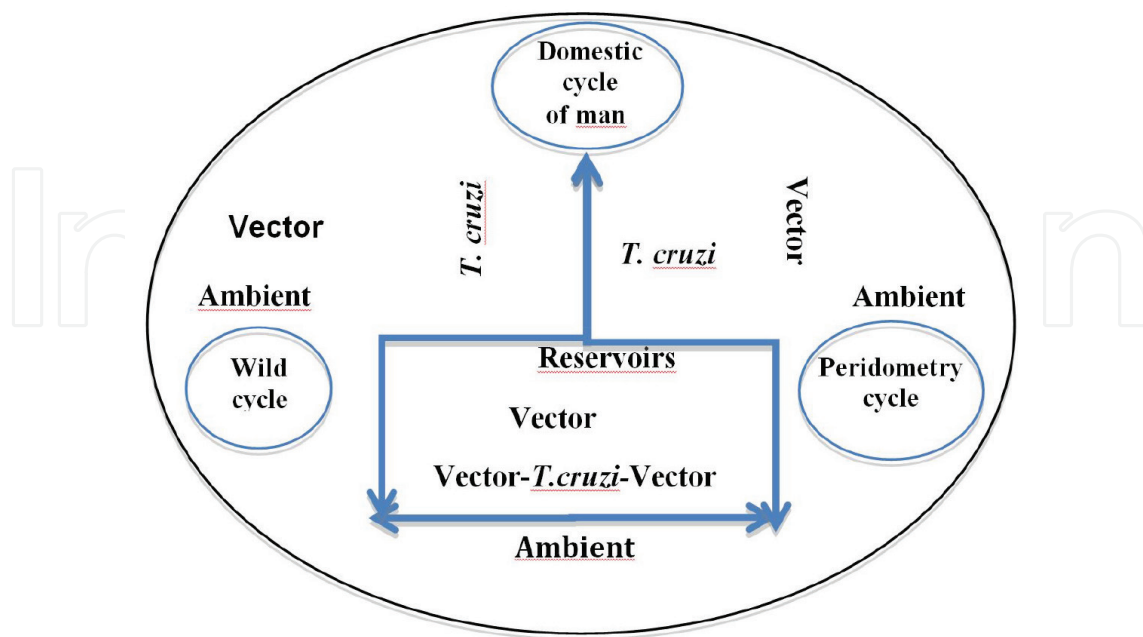 Domestic
cycle
of man
T. cruzi
Vector
Vector
T. cruzi
Ambient
Ambient
Wild
cycle
Reservoirs
Peridometry
cycle
Vector
Vector-T.cruzi-Vector
Ambient